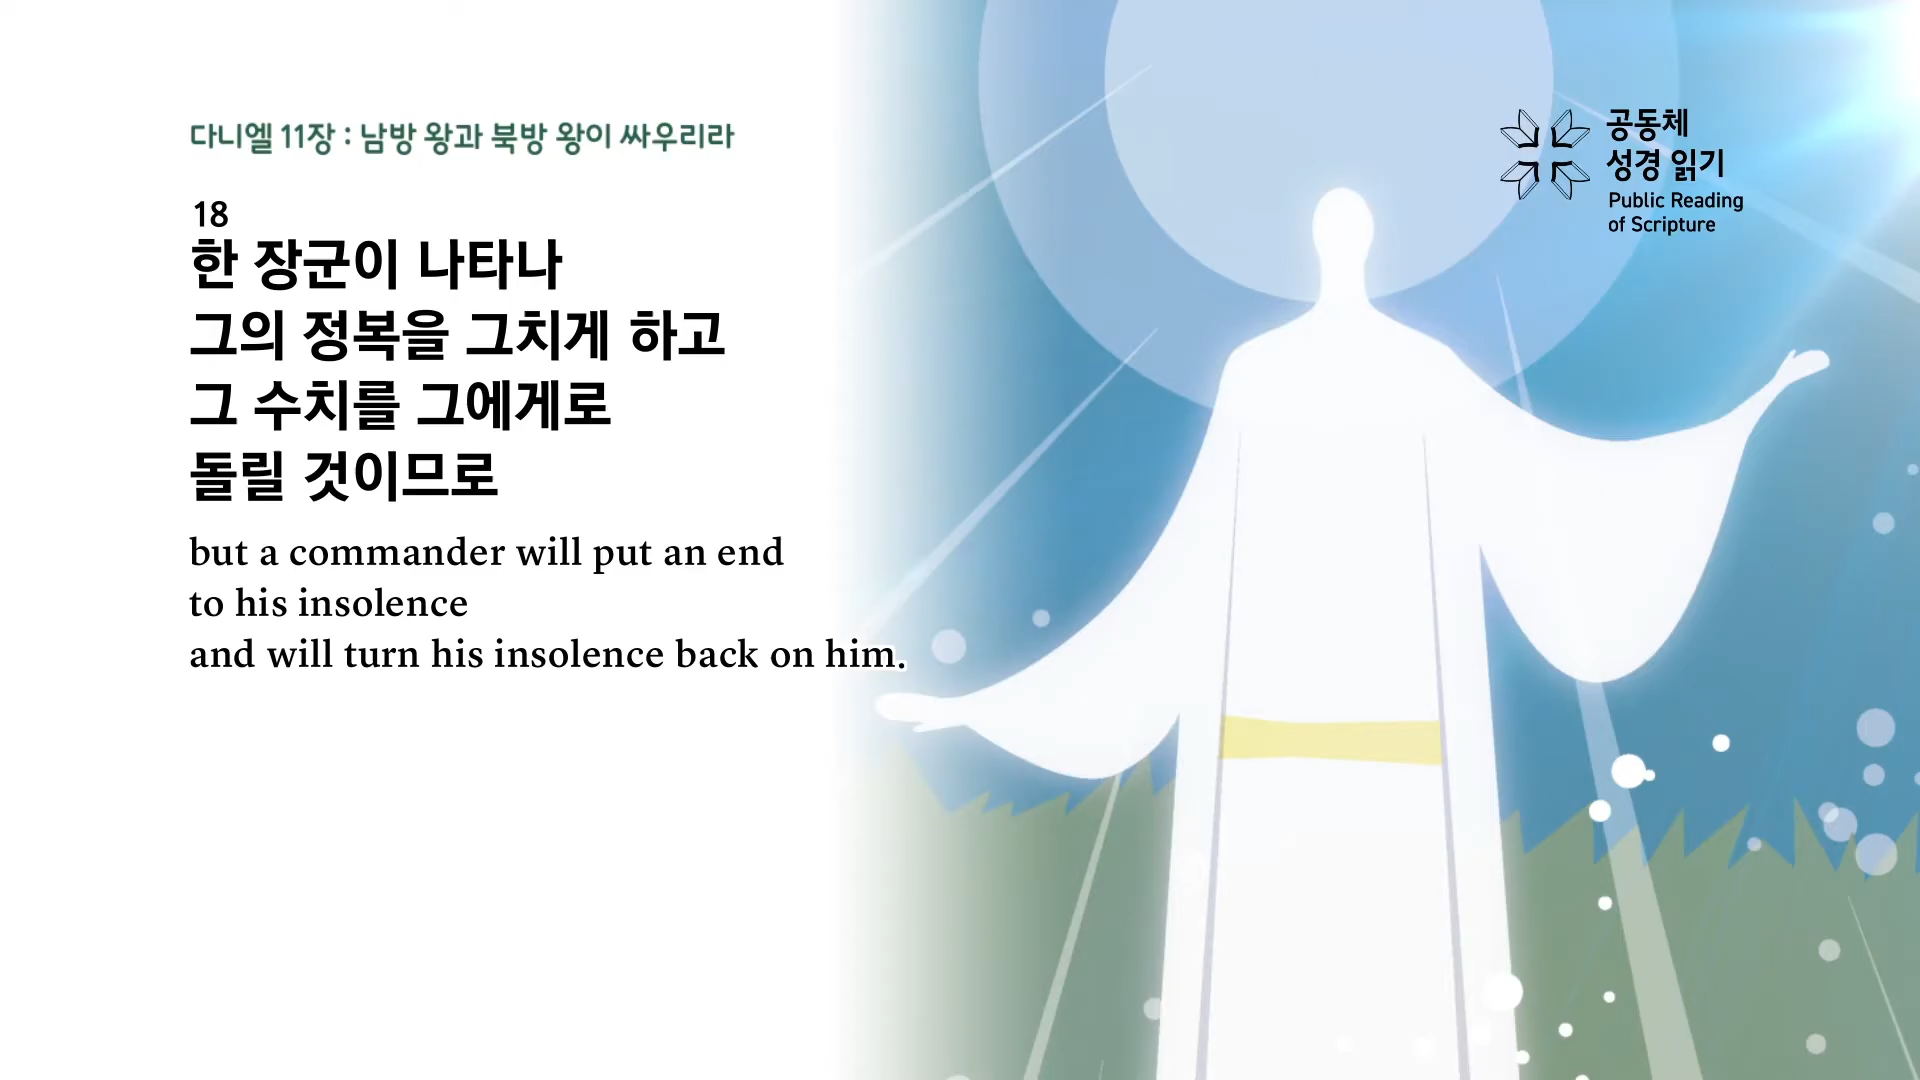 다니엘 11장 : 남방 왕과 북방 왕이 싸우리라
18
한 장군이 나타나
그의 정복을 그치게 하고
그 수치를 그에게로
돌릴 것이므로
but a commander will put an end
to his insolence
and will turn his insolence back on him.
공동체
성경 읽기
Public Reading
of Scripture